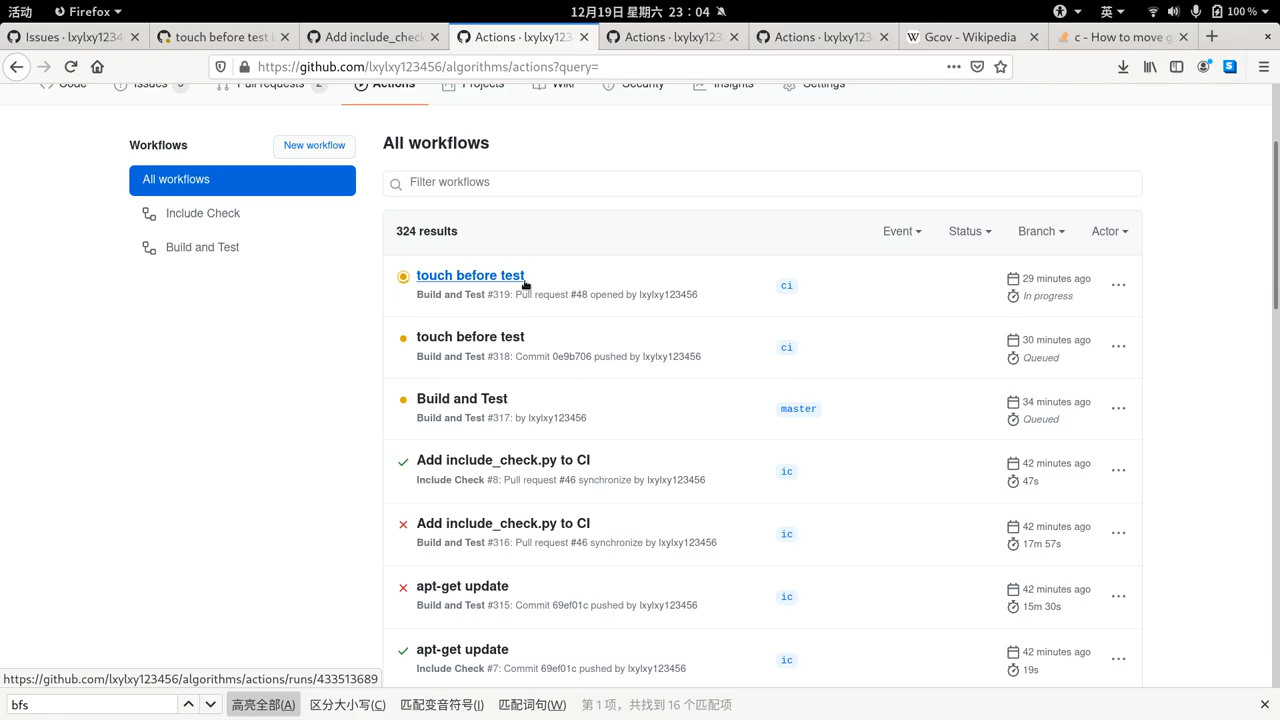 活动 Firefox 12月19日 星期六 23：04 英 100 %
Issues · lxylxy1234 touch before test Add include_check Actions · lxylxy123 Actions · lxylxy123 Actions · lxylxy123 Gcov - Wikipedia c - How to move g
https://github.com/lxylxy123456/algorithms/actions?query=
Code Issues Pull requests 2 Actions Projects Wiki Security Insights Settings
Workflows New workflow
All workflows
Include Check
Build and Test
All workflows
Filter workflows
324 results Event Status Branch Actor
touch before test
Build and Test #319: Pull request #48 opened by lxylxy123456
ci
29 minutes ago
In progress
touch before test
Build and Test #318: Commit 0e9b706 pushed by lxylxy123456
ci
30 minutes ago
Queued
Build and Test
Build and Test #317: by lxylxy123456
master
34 minutes ago
Queued
Add include_check.py to CI
Include Check #8: Pull request #46 synchronize by lxylxy123456
ic
42 minutes ago
47s
Add include_check.py to CI
Build and Test #316: Pull request #46 synchronize by lxylxy123456
ic
42 minutes ago
17m 57s
apt-get update
Build and Test #315: Commit 69ef01c pushed by lxylxy123456
ic
42 minutes ago
15m 30s
apt-get update
Include Check #7: Commit 69ef01c pushed by lxylxy123456
ic
42 minutes ago
19s
https://github.com/lxylxy123456/algorithms/actions/runs/433513689
bfs 高亮全部(A) 区分大小写(C) 匹配变音符号(I) 匹配词句(W) 第 1 项，共找到 16 个匹配项